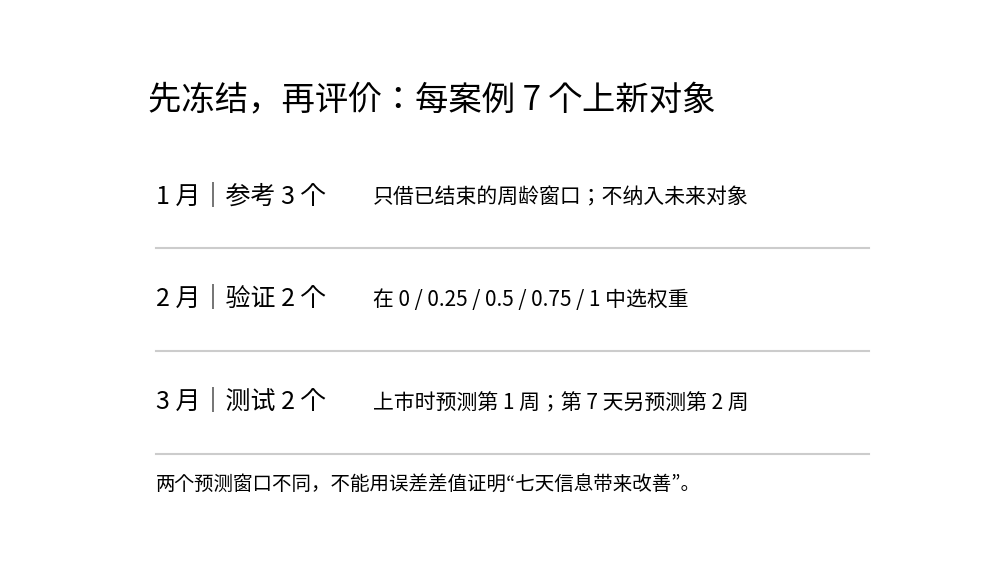 先冻结，再评价：每案例 7 个上新对象
1 月｜参考 3 个 只借已结束的周龄窗口；不纳入未来对象
2 月｜验证 2 个 在 0 / 0.25 / 0.5 / 0.75 / 1 中选权重
3 月｜测试 2 个 上市时预测第 1 周；第 7 天另预测第 2 周
两个预测窗口不同，不能用误差差值证明“七天信息带来改善”。